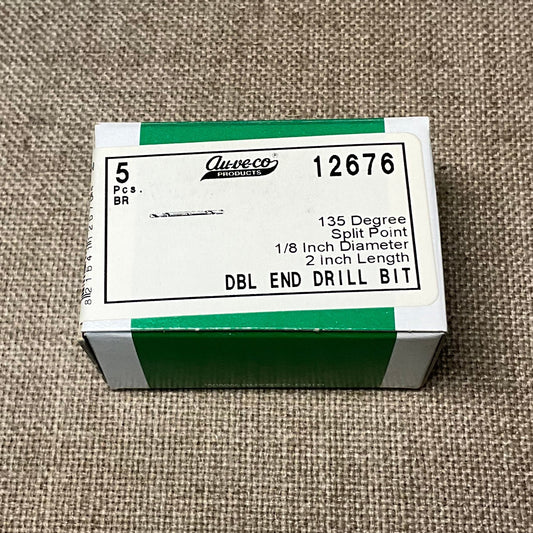 5
Pcs.
BR
au-ve-co®
PRODUCTS
12676
135 Degree
Split Point
1/8 Inch Diameter
2 inch Length
DBL END DRILL BIT